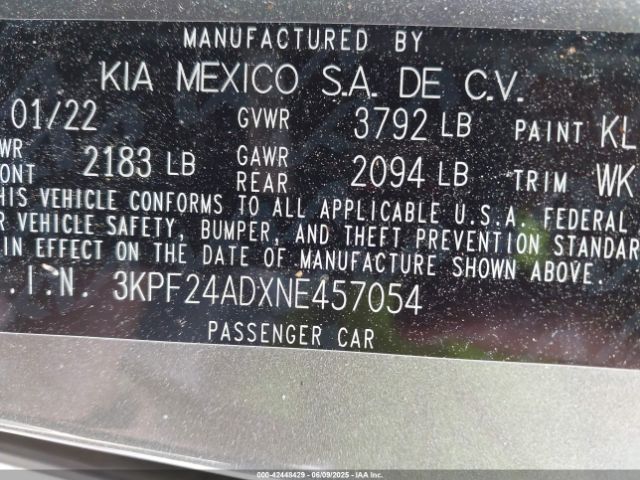 MANUFACTURED BY
KIA MEXICO S.A. DE C.V.
01/22 GVWR 3792 LB PAINT KL
WR FRONT 2183 LB GAWR REAR 2094 LB TRIM WK
THIS VEHICLE CONFORMS TO ALL APPLICABLE U.S.A. FEDERAL
R VEHICLE SAFETY, BUMPER, AND THEFT PREVENTION STANDAR
IN EFFECT ON THE DATE OF MANUFACTURE SHOWN ABOVE.
.I.N. 3KPF24ADXNE457054
PASSENGER CAR
000-42448429 - 06/09/2025 - IAA Inc.